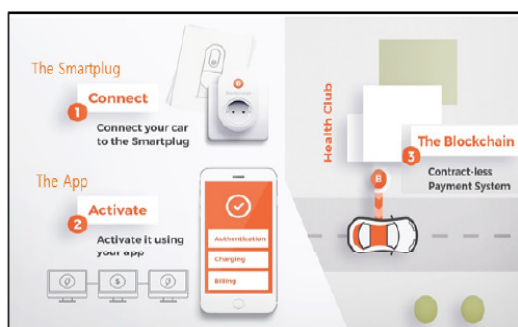 The Smartplug
1 Connect
Connect your car
to the Smartplug
The App
2 Activate
Activate it using
your app
$
Authentication
Charging
Billing
Health Club
3 The Blockchain
Contract-less
Payment System
B